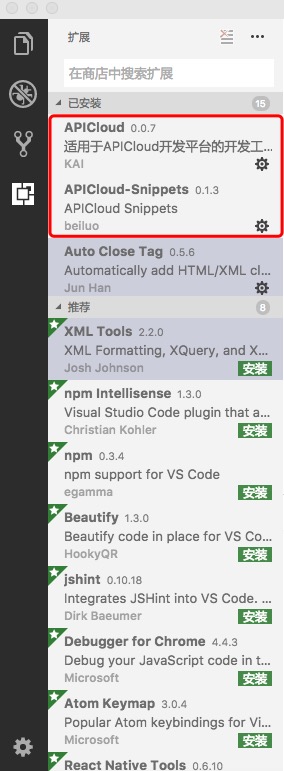 扩展
在商店中搜索扩展
已安装 15
APICloud 0.0.7
适用于APICloud开发平台的开发工...
KAI
APICloud-Snippets 0.1.3
APICloud Snippets
beiluo
Auto Close Tag 0.5.6
Automatically add HTML/XML cl...
Jun Han
推荐 8
XML Tools 2.2.0
XML Formatting, XQuery, and X...
Josh Johnson 安装
npm Intellisense 1.3.0
Visual Studio Code plugin that a...
Christian Kohler 安装
npm 0.3.4
npm support for VS Code
egamma 安装
Beautify 1.3.0
Beautify code in place for VS Co...
HookyQR 安装
jshint 0.10.18
Integrates JSHint into VS Code. ...
Dirk Baeumer 安装
Debugger for Chrome 4.4.3
Debug your JavaScript code in t...
Microsoft 安装
Atom Keymap 3.0.4
Popular Atom keybindings for Vi...
Microsoft 安装
React Native Tools 0.6.10